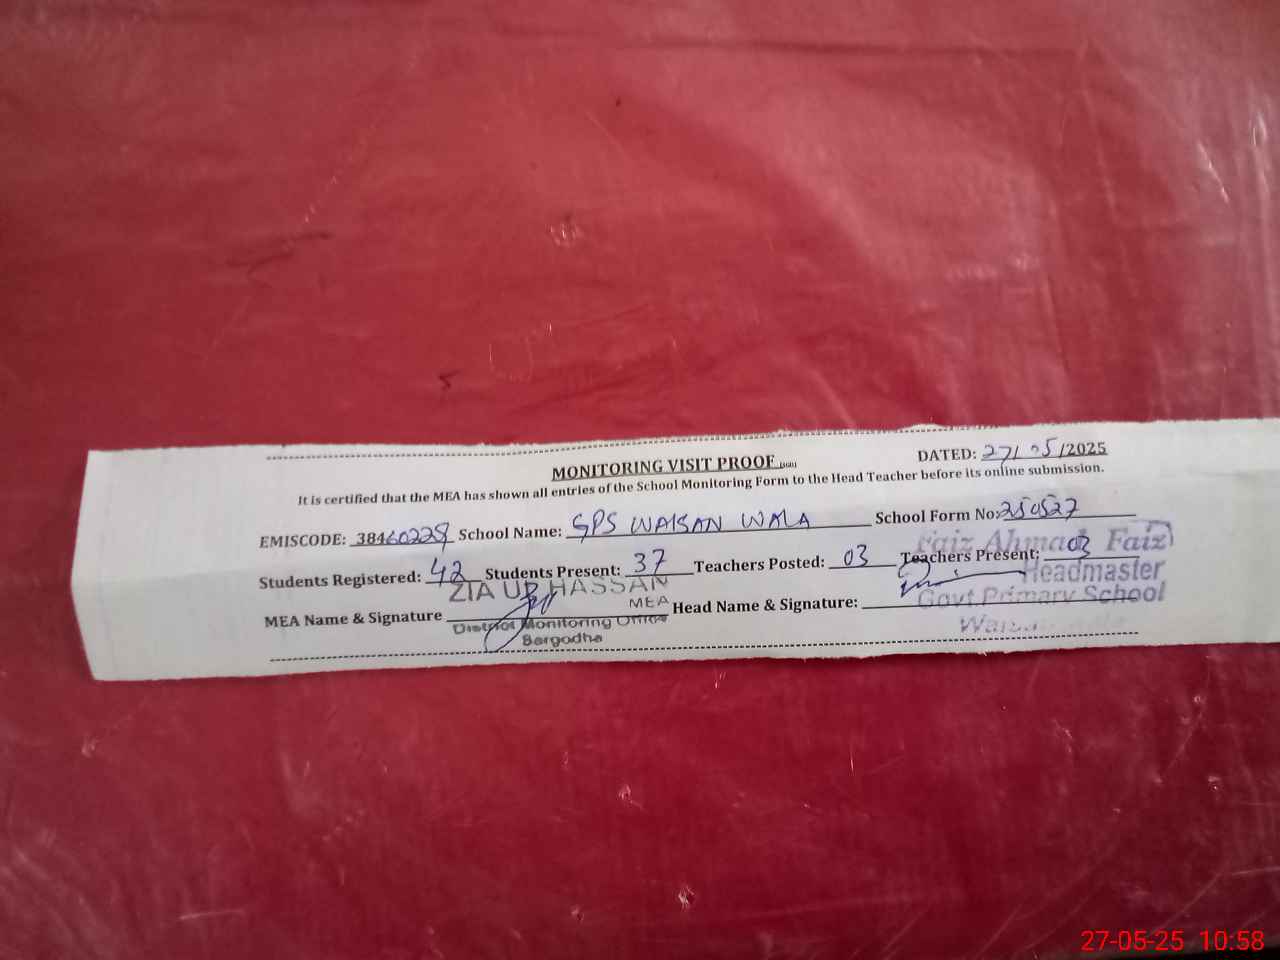 MONITORING VISIT PROOF
DATED: 27/05/2025
It is certified that the MEA has shown all entries of the School Monitoring Form to the Head Teacher before its online submission.
EMISCODE: 38460228 School Name: GPS WAISAN WALA School Form No: 250527
Students Registered: 42 Students Present: 37 Teachers Posted: 03 Teachers Present: 03
Faiz Ahmad Faiz
Headmaster
Govt. Primary School
MEA Name & Signature Head Name & Signature:
ZIA UR HASSAN
MEA
District Monitoring Office
Sargodha
27-05-25 10:58